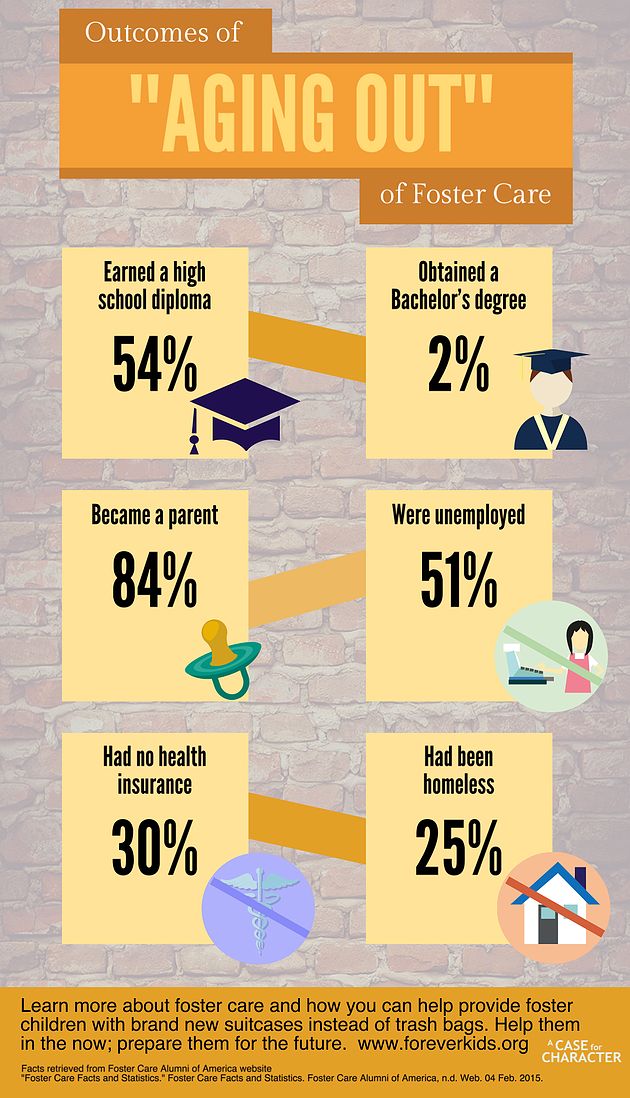 Outcomes of
"AGING OUT"
of Foster Care
Earned a high
school diploma
54%
Obtained a
Bachelor's degree
2%
Became a parent
84%
Were unemployed
51%
Had no health
insurance
30%
Had been
homeless
25%
Learn more about foster care and how you can help provide foster
children with brand new suitcases instead of trash bags. Help them
in the now; prepare them for the future. www.foreverkids.org
A CASE for
CHARACTER
Facts retrieved from Foster Care Alumni of America website
"Foster Care Facts and Statistics." Foster Care Facts and Statistics. Foster Care Alumni of America, n.d. Web. 04 Feb. 2015.